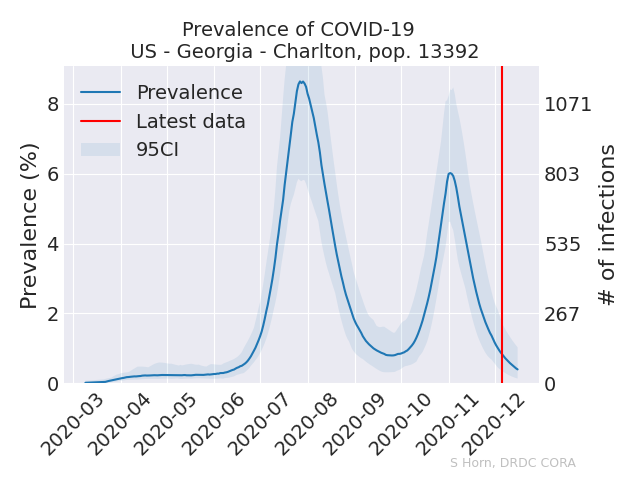 Prevalence of COVID-19
US - Georgia - Charlton, pop. 13392
Prevalence
Latest data
95CI
Prevalence (%)
8
6
4
2
0
1071
803
535
267
0
# of infections
2020-03
2020-04
2020-05
2020-06
2020-07
2020-08
2020-09
2020-10
2020-11
2020-12
S Horn, DRDC CORA